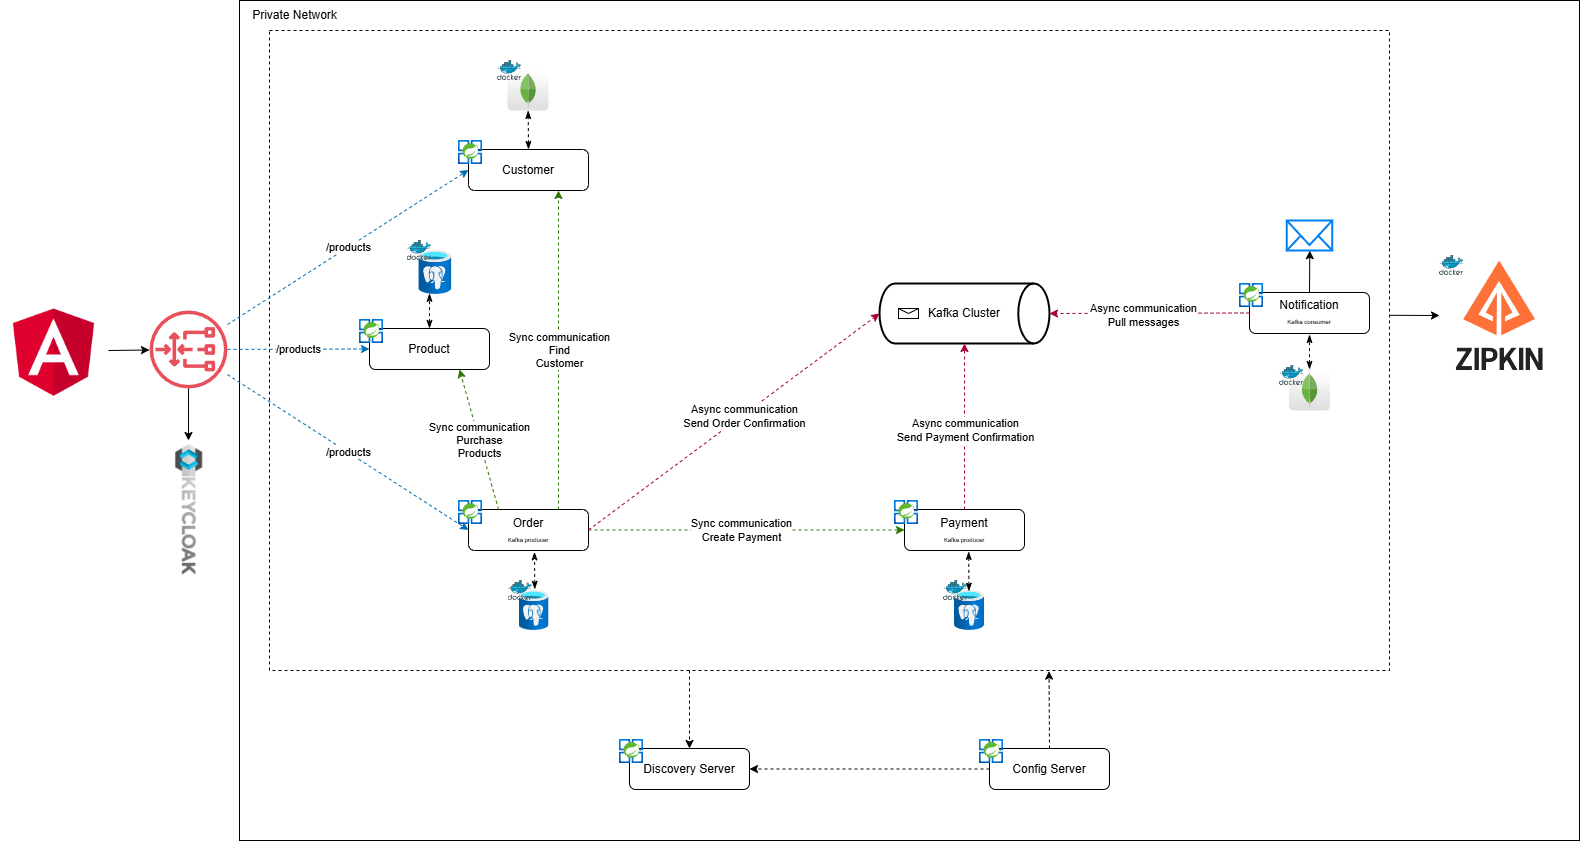 Private Network
docker
Customer
/products
docker
Product
/products
Sync communication
Find
Customer
Sync communication
Purchase
Products
/products
KEYCLOAK
Order
Kafka producer
docker
Async communication
Send Order Confirmation
Sync communication
Create Payment
Kafka Cluster
Async communication
Send Payment Confirmation
Payment
Kafka producer
docker
Async communication
Pull messages
Notification
Kafka consumer
docker
docker
ZIPKIN
Discovery Server
Config Server